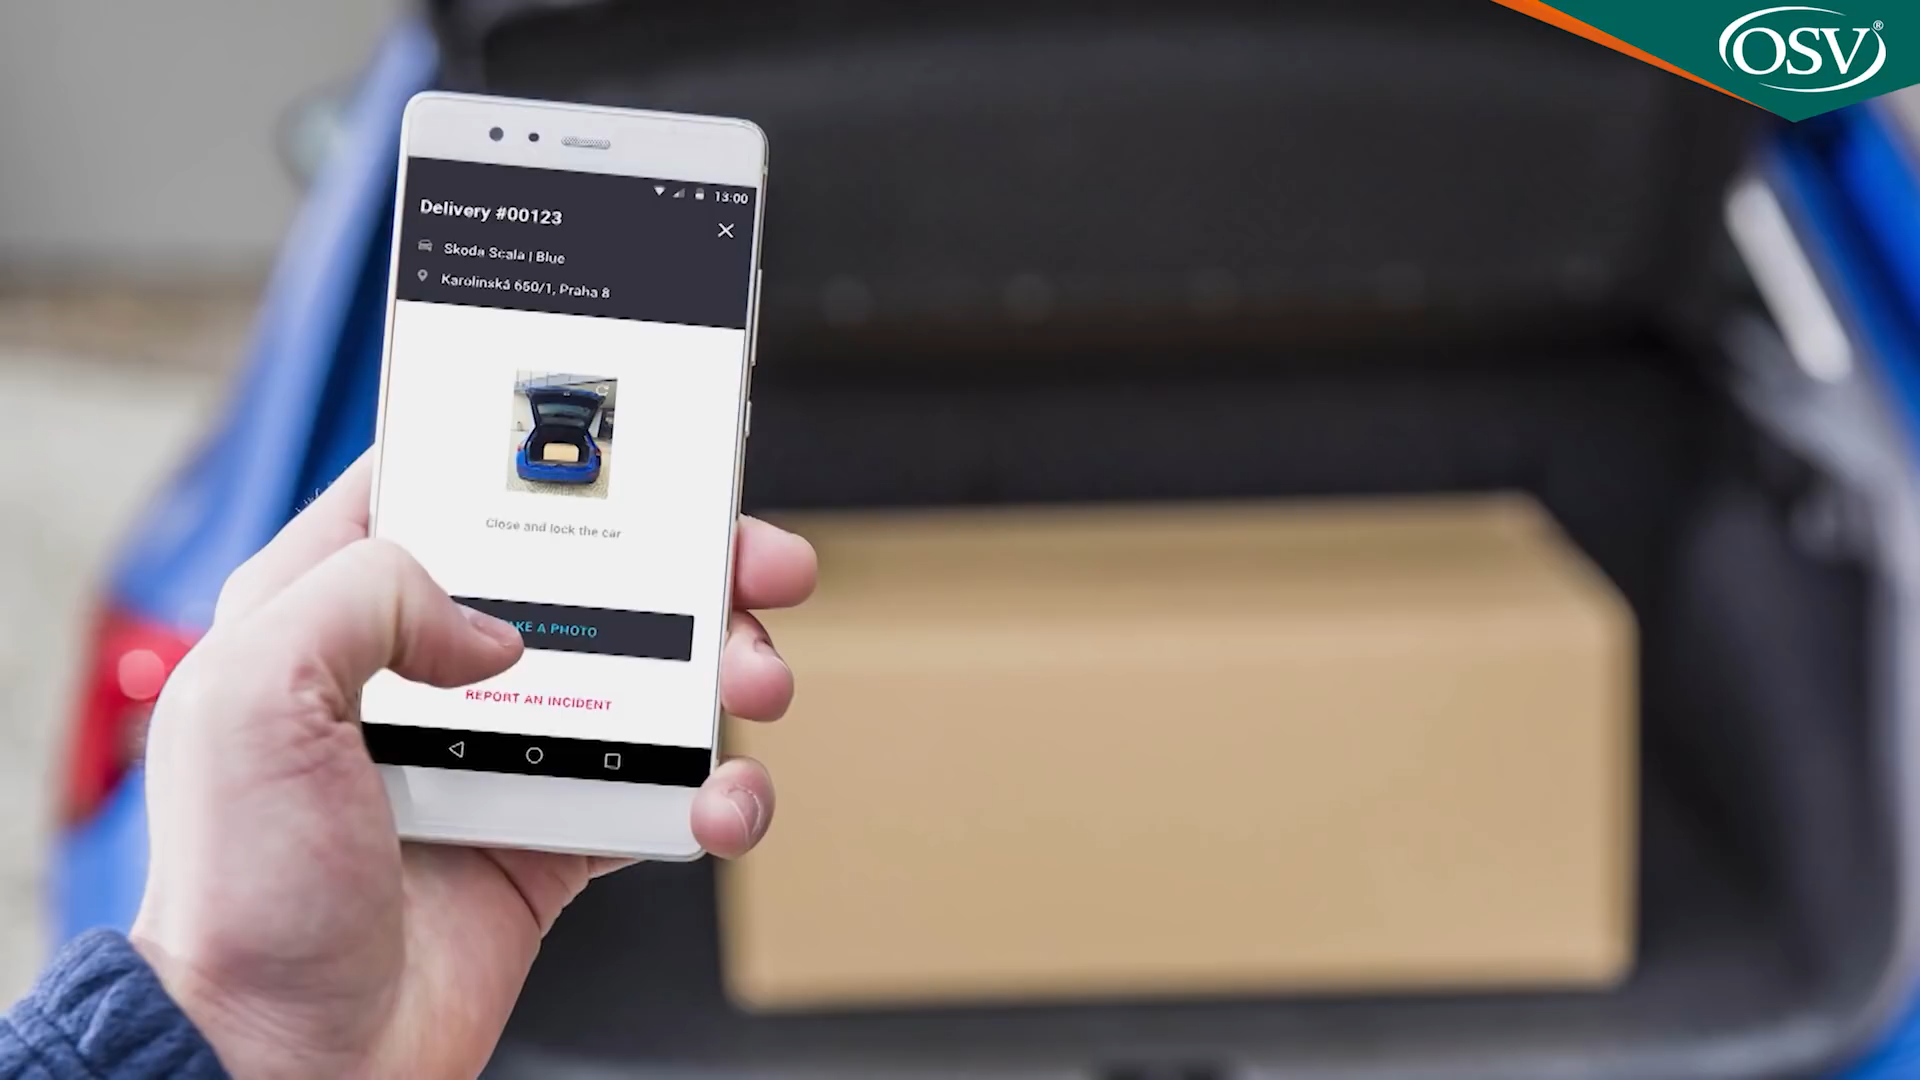 OSV®
13:00
Delivery #00123
Skoda Scala | Blue
Karolinská 650/1, Praha 8
Close and lock the car
AKE A PHOTO
REPORT AN INCIDENT